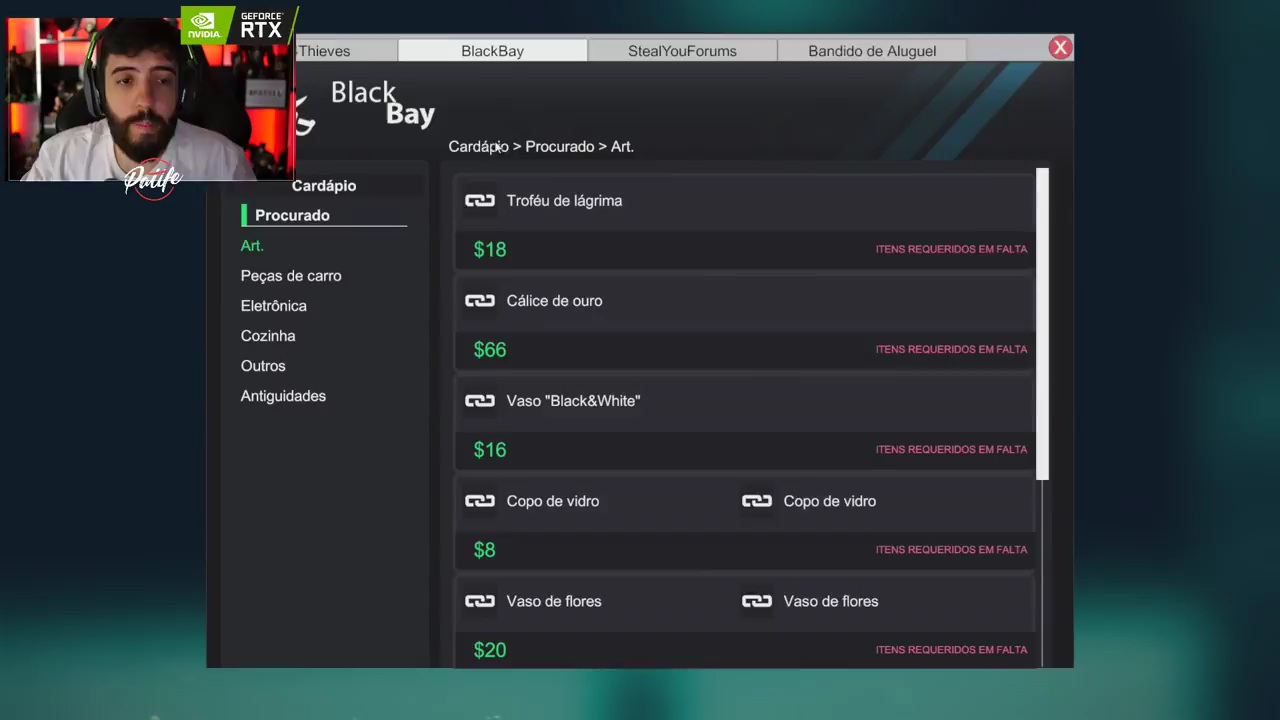 NVIDIA
GEFORCE
RTX
Patife
Thieves
BlackBay
StealYouForums
Bandido de Aluguel
X
Black
Bay
Cardápio > Procurado > Art.
Cardápio
Procurado
Art.
Peças de carro
Eletrônica
Cozinha
Outros
Antiguidades
Troféu de lágrima
$18
ITENS REQUERIDOS EM FALTA
Cálice de ouro
$66
ITENS REQUERIDOS EM FALTA
Vaso "Black&White"
$16
ITENS REQUERIDOS EM FALTA
Copo de vidro
Copo de vidro
$8
ITENS REQUERIDOS EM FALTA
Vaso de flores
Vaso de flores
$20
ITENS REQUERIDOS EM FALTA